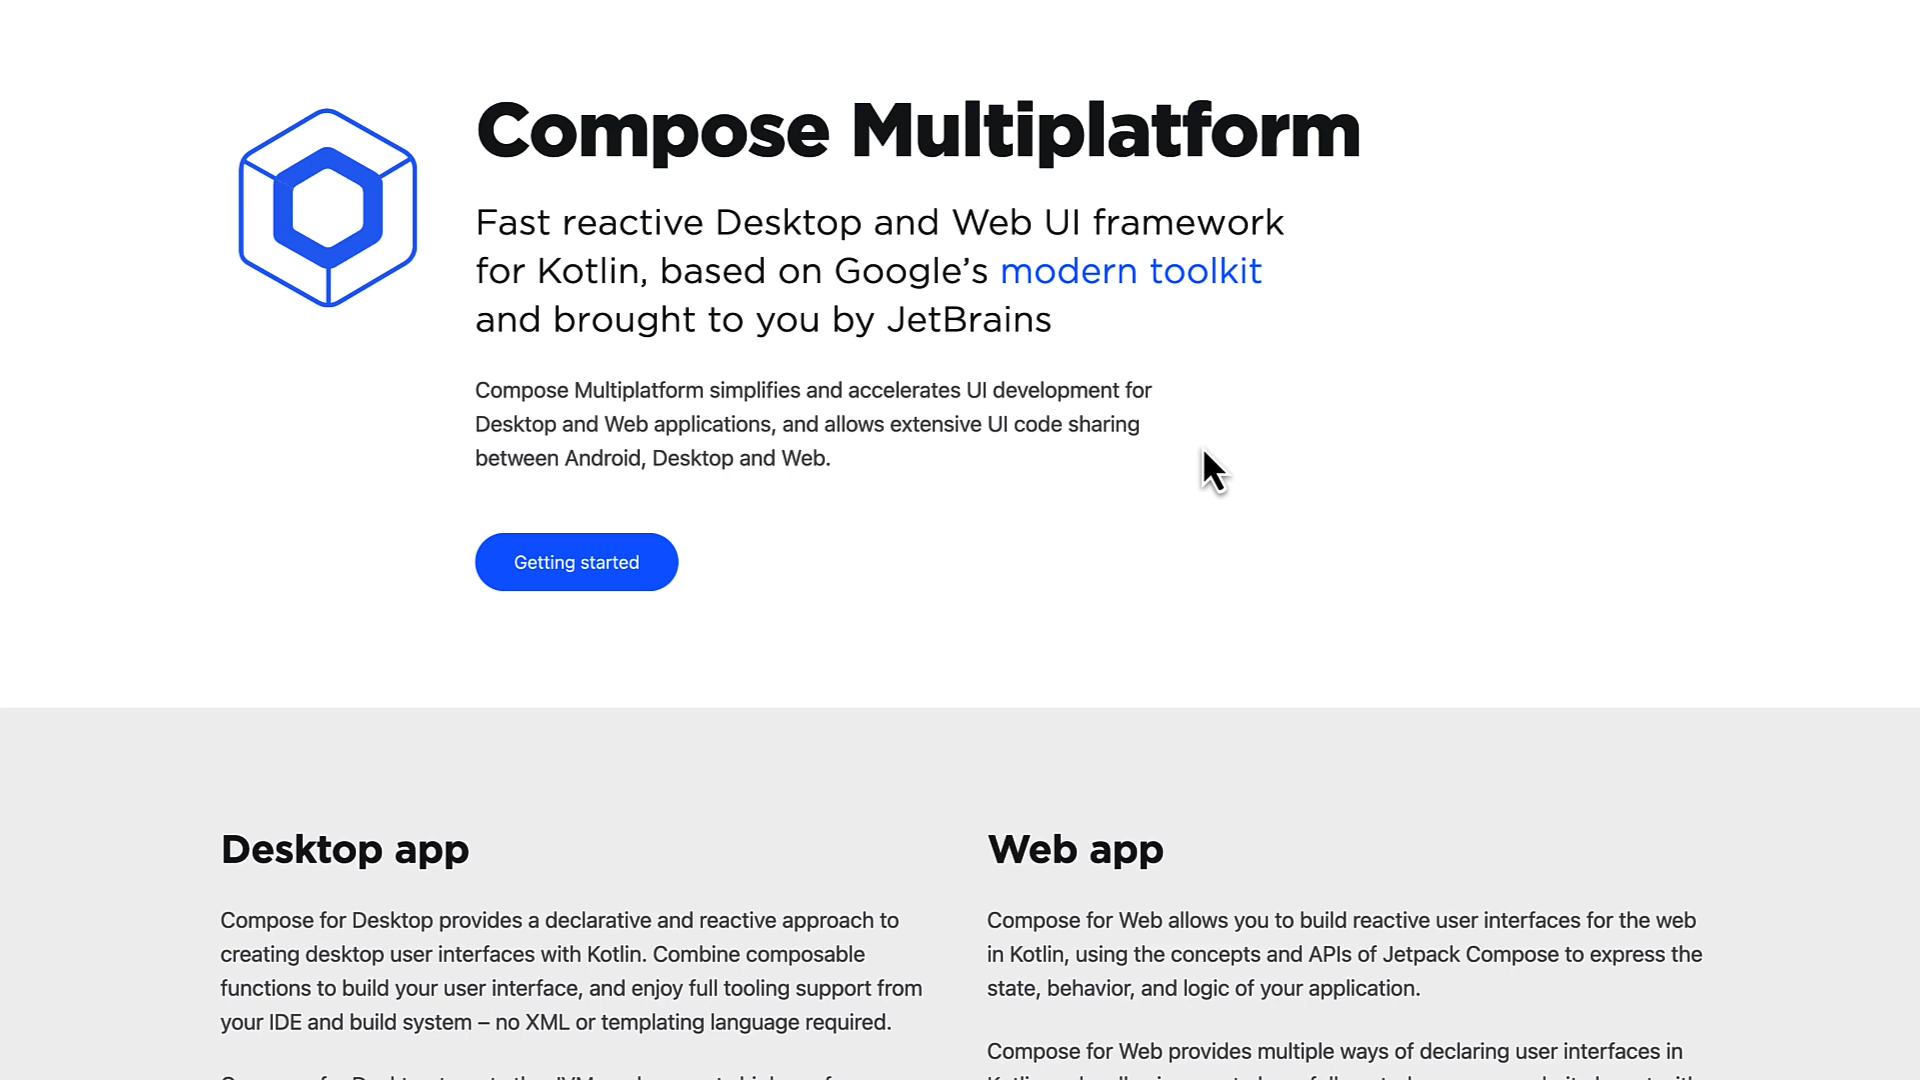 Compose Multiplatform
Fast reactive Desktop and Web UI framework
for Kotlin, based on Google's modern toolkit
and brought to you by JetBrains
Compose Multiplatform simplifies and accelerates UI development for
Desktop and Web applications, and allows extensive UI code sharing
between Android, Desktop and Web.
Getting started
Desktop app
Compose for Desktop provides a declarative and reactive approach to
creating desktop user interfaces with Kotlin. Combine composable
functions to build your user interface, and enjoy full tooling support from
your IDE and build system – no XML or templating language required.
Web app
Compose for Web allows you to build reactive user interfaces for the web
in Kotlin, using the concepts and APIs of Jetpack Compose to express the
state, behavior, and logic of your application.
Compose for Web provides multiple ways of declaring user interfaces in